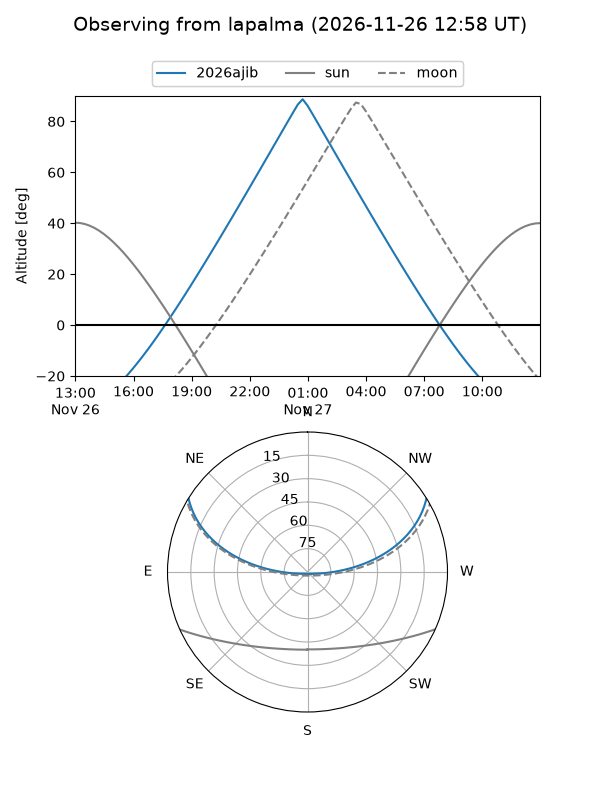 Observing from lapalma (2026-11-26 12:58 UT)
2026ajib sun moon
Altitude [deg]
80
60
40
20
0
−20
13:00 16:00 19:00 22:00 01:00 04:00 07:00 10:00
Nov 26 Nov 27
N
NE NW
15
30
45
60
75
E W
SE SW
S